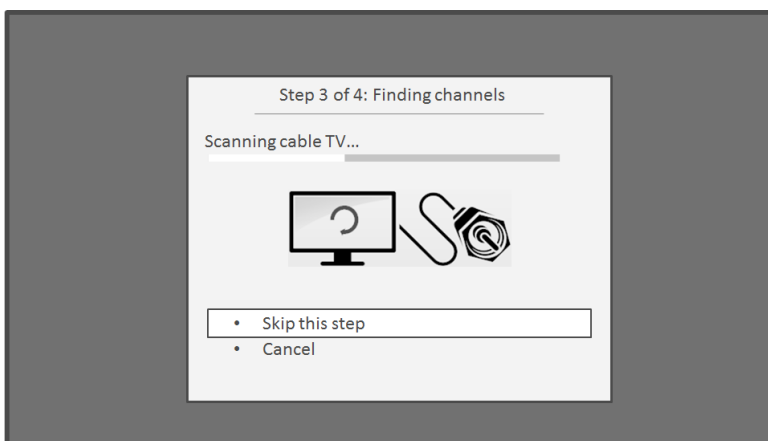 Step 3 of 4: Finding channels
Scanning cable TV...
• Skip this step
• Cancel